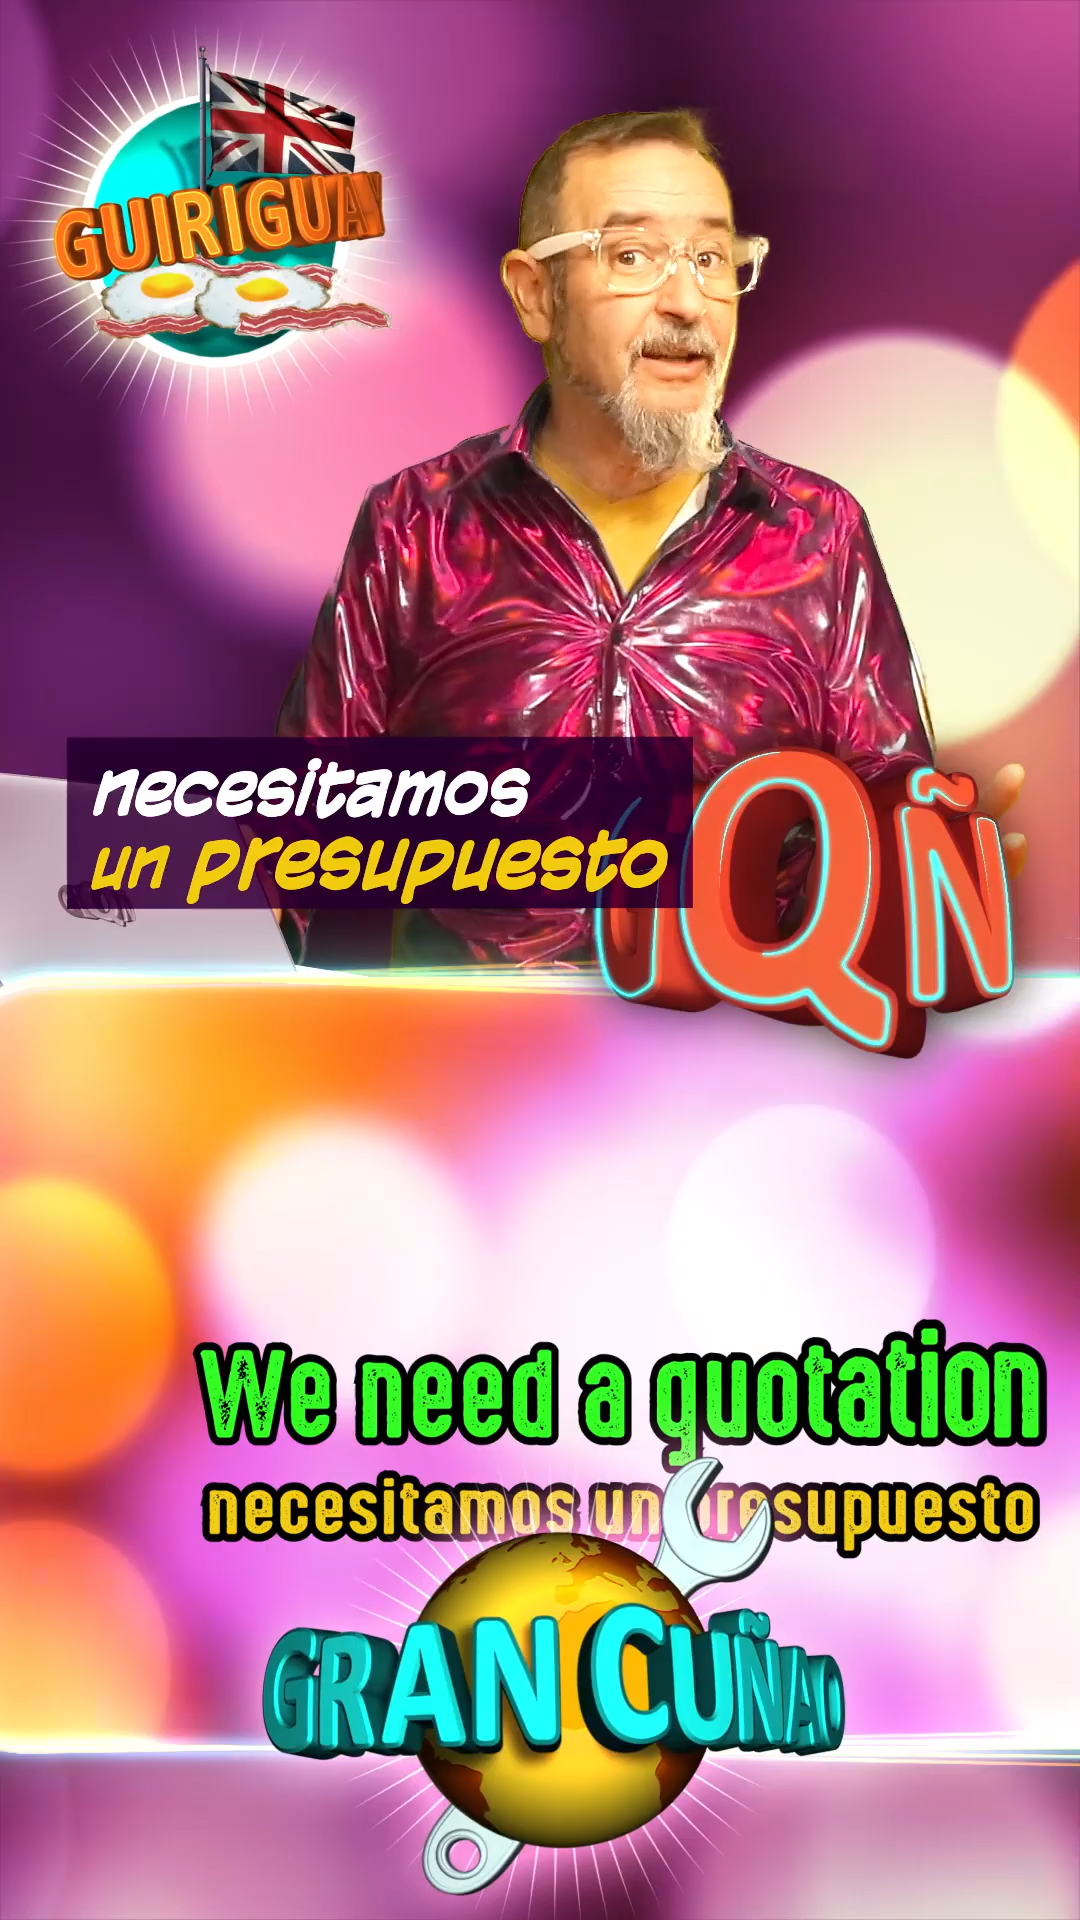 GUIRIGUAY
necesitamos
un presupuesto
QÑ
We need a quotation
necesitamos un presupuesto
GRAN CUÑAO